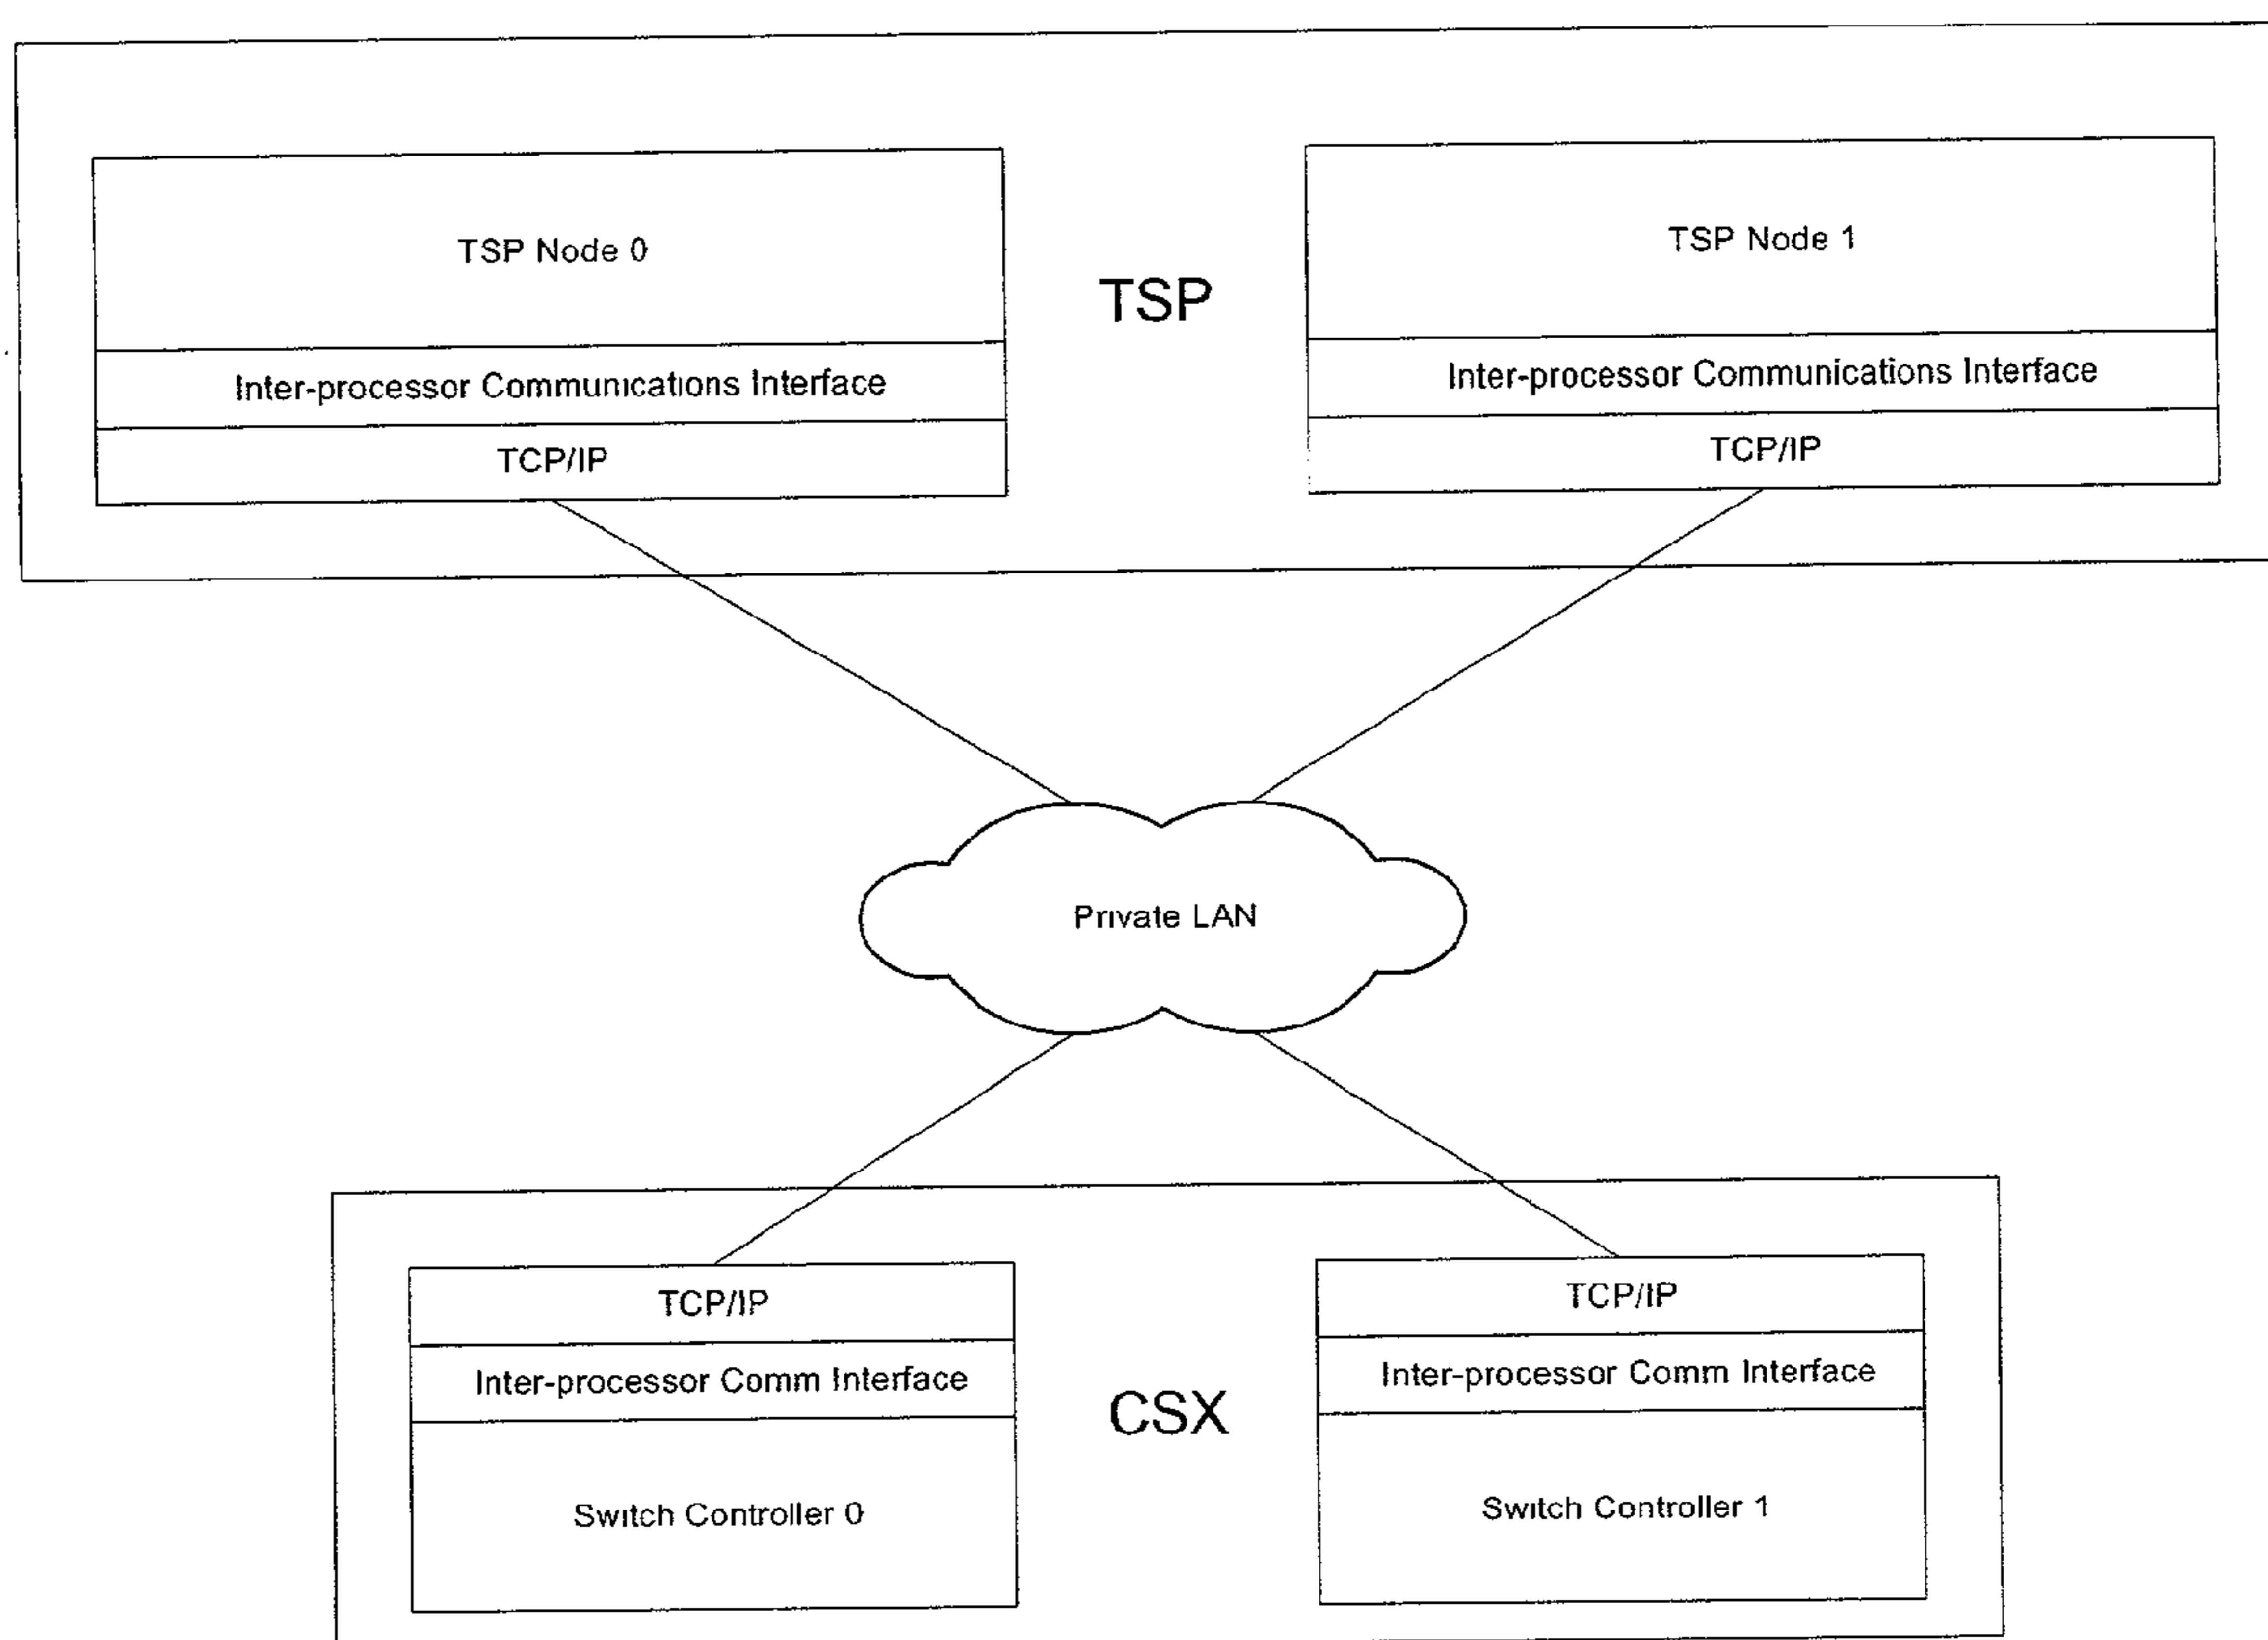 TSP Node 0
Inter-processor Communications Interface
TCP/IP
TSP
TSP Node 1
Inter-processor Communications Interface
TCP/IP
Private LAN
TCP/IP
Inter-processor Comm Interface
Switch Controller 0
CSX
TCP/IP
Inter-processor Comm Interface
Switch Controller 1